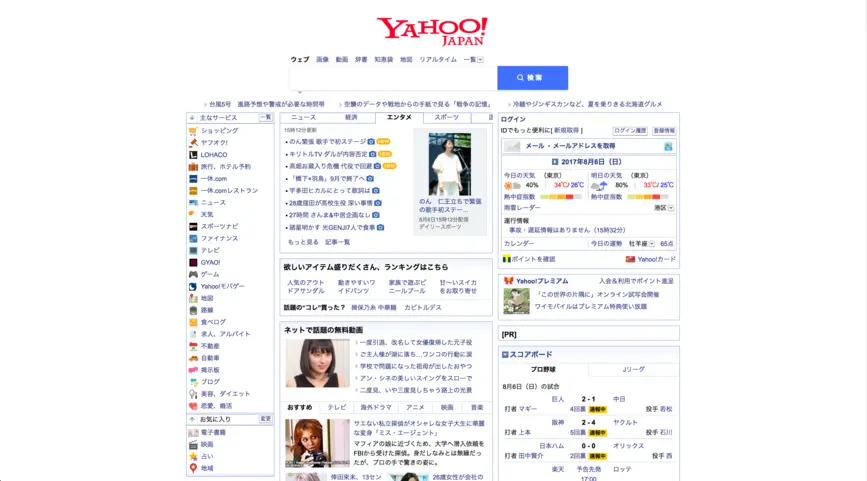 YAHOO!
JAPAN
ウェブ 画像 動画 辞書 知恵袋 地図 リアルタイム 一覧
検索
台風5号 進路予想や警戒が必要な時間帯
空襲のデータや戦地からの手紙で見る「戦争の記憶」
冷麺やジンギスカンなど、夏を乗りきる北海道グルメ
主なサービス 一覧
ショッピング
ヤフオク!
LOHACO
旅行、ホテル予約
一休.com
一休.comレストラン
ニュース
天気
スポーツナビ
ファイナンス
テレビ
GYAO!
ゲーム
Yahoo!モバゲー
地図
路線
食べログ
求人、アルバイト
不動産
自動車
掲示板
ブログ
美容、ダイエット
恋愛、婚活
お気に入り 変更
電子書籍
映画
占い
地域
ニュース 経済 エンタメ スポーツ
15時12分更新
のん緊張 歌手で初ステージ NEW
キリトルTV ダルが内容否定 NEW
高畑お蔵入り危機 代役で回避 NEW
「橋下×羽鳥」9月で終了へ
宇多田ヒカルにとって歌詞は
28歳窪田が高校生役 深い事情
27時間 さんま&中居企画なし
諸星明かす 光GENJI7人で食事
もっと見る 記事一覧
のん 仁王立ちで緊張
の歌手初ステー…
8月6日15時12分配信
デイリースポーツ
欲しいアイテム盛りだくさん、ランキングはこちら
人気のアウト
ドアサンダル
動きやすいワ
イドパンツ
家族で遊ぶビ
ニールプール
甘〜いスイカ
をお取り寄せ
話題の"コレ"買った? 揖保乃糸 中華麺 カピトルデス
ネットで話題の無料動画
一度引退、改名して女優復帰した元子役
ご主人様が湖に落ち…ワンコの行動に涙
学校で問題になった祖母が出したおやつ
アン・シネの美しいスイングをスローで
二度見、いや三度見しちゃう路上の光景
おすすめ テレビ 海外ドラマ アニメ 映画 音楽
サエない私立探偵がオシャレな女子大生に華麗
な変身「ミス・エージェント」
マフィアの娘に近づくため、大学へ潜入依頼を
FBIから受けた探偵。身だしなみとは無縁だっ
たが、プロの手で驚きの姿に。
倖田來未、13セン
28歳女性が会社の
ログイン
IDでもっと便利に[ 新規取得 ] ログイン履歴 登録情報
メール - メールアドレスを取得
2017年8月6日(日)
今日の天気 (東京)
40% 34℃/26℃
熱中症指数
明日の天気 (東京)
80% 33℃/25℃
熱中症指数
雨雲レーダー 港区
運行情報
事故・遅延情報はありません(15時32分)
カレンダー 今日の運勢 牡羊座 65点
ポイントを確認 Yahoo!カード
Yahoo!プレミアム 入会&利用でポイント進呈
「この世界の片隅に」オンライン試写会開催
ワイモバイルはプレミアム特典使い放題
[PR]
スコアボード
プロ野球 Jリーグ
8月6日(日)の試合
巨人 2 - 1 中日
打者 マギー 4回裏 速報中 投手 若松
阪神 2 - 4 ヤクルト
打者 上本 5回裏 速報中 投手 石川
日本ハム 0 - 0 オリックス
打者 田中賢介 2回裏 速報中 投手 西
楽天 予告先発 ロッテ
17:00